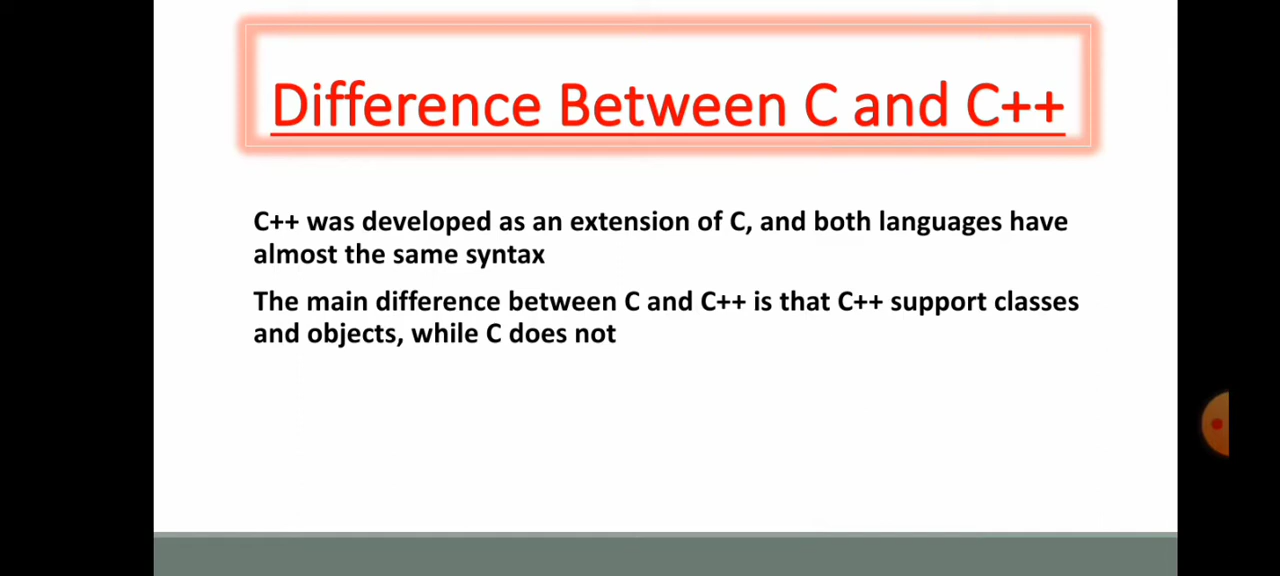 Difference Between C and C++
C++ was developed as an extension of C, and both languages have
almost the same syntax
The main difference between C and C++ is that C++ support classes
and objects, while C does not